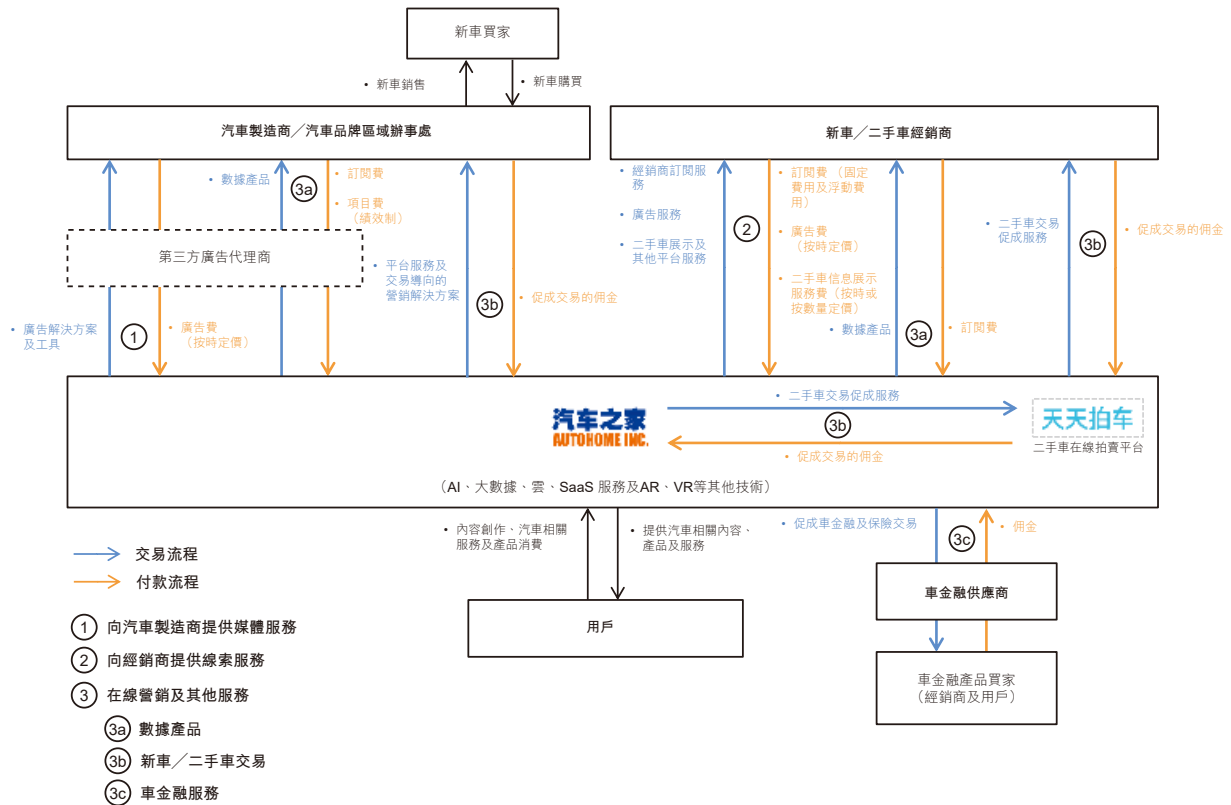 新車買家
• 新車銷售
• 新車購買
汽車製造商／汽車品牌區域辦事處
新車／二手車經銷商
• 數據產品
3a
• 訂閱費
• 項目費
（績效制）
第三方廣告代理商
• 廣告解決方案
及工具
1
• 廣告費
（按時定價）
• 平台服務及
交易導向的
營銷解決方案
3b
• 促成交易的佣金
• 經銷商訂閱服
務
• 廣告服務
• 二手車展示及
其他平台服務
2
• 訂閱費 （固定
費用及浮動費
用）
• 廣告費
（按時定價）
• 二手車信息展示
服務費（按時或
按數量定價）
• 數據產品
3a
• 訂閱費
• 二手車交易
促成服務
3b
• 促成交易的佣金
汽车之家
AUTOHOME INC.
• 二手車交易促成服務
3b
• 促成交易的佣金
天天拍车
二手車在線拍賣平台
（AI、大數據、雲、SaaS 服務及AR、VR等其他技術）
• 內容創作、汽車相關
服務及產品消費
• 提供汽車相關內容、
產品及服務
用戶
• 促成車金融及保險交易
3c
• 佣金
車金融供應商
車金融產品買家
（經銷商及用戶）
交易流程
付款流程
1 向汽車製造商提供媒體服務
2 向經銷商提供線索服務
3 在線營銷及其他服務
3a 數據產品
3b 新車／二手車交易
3c 車金融服務